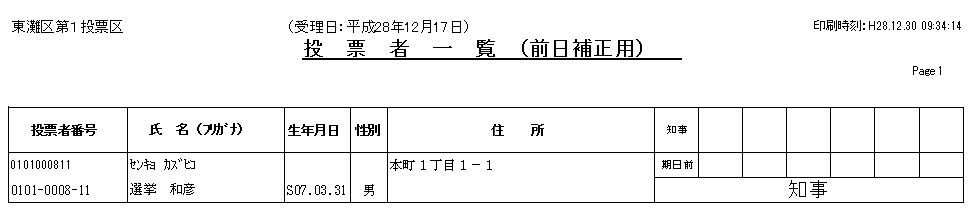 東灘区第１投票区 （受理日：平成28年12月17日） 印刷時刻：H28.12.30 09:34:14
投 票 者 一 覧 （前日補正用）
Page 1
投票者番号 氏 名（ﾌﾘｶﾞﾅ） 生年月日 性別 住 所 知事
0101000811 ｾﾝｷｮ ｶｽﾞﾋｺ 本町１丁目１－１ 期日前
0101-0008-11 選挙 和彦 S07.03.31 男 知事